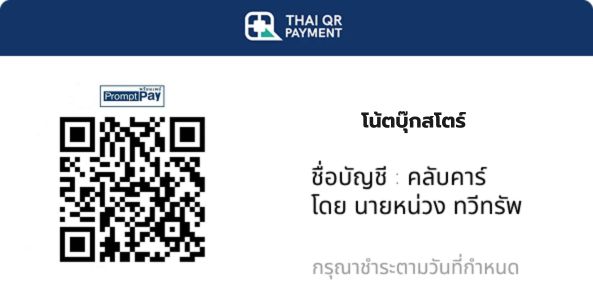 THAI QR
PAYMENT
พร้อมเพย์
PromptPay
โน้ตบุ๊กสโตร์
ชื่อบัญชี : คลับคาร์
โดย นายหน่วง ทวีทรัพ
กรุณาชำระตามวันที่กำหนด